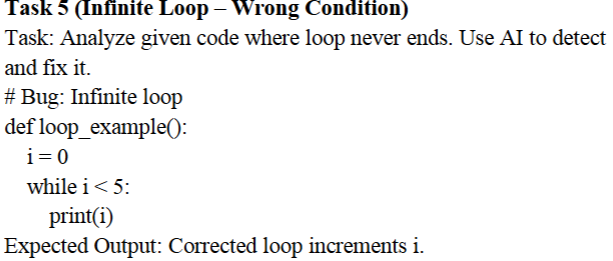 Task 5 (Infinite Loop – Wrong Condition)
Task: Analyze given code where loop never ends. Use AI to detect
and fix it.
# Bug: Infinite loop
def loop_example():
i = 0
while i < 5:
print(i)
Expected Output: Corrected loop increments i.